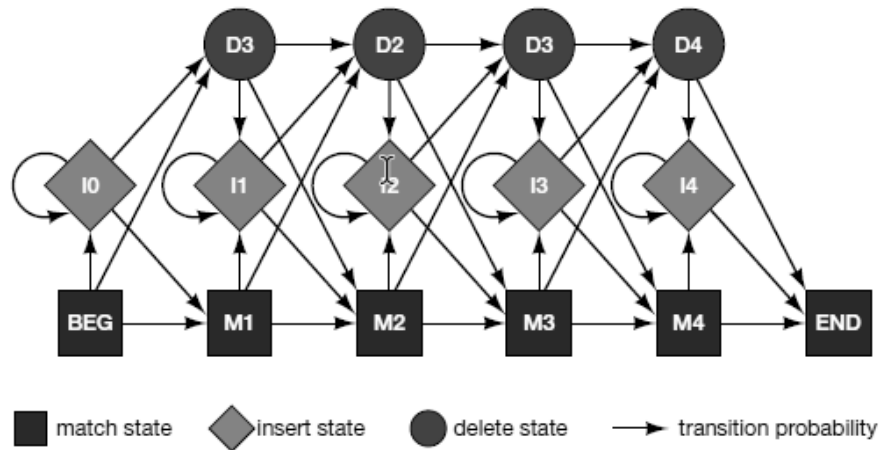 D3 D2 D3 D4
I0 I1 I2 I3 I4
BEG M1 M2 M3 M4 END
match state insert state delete state transition probability